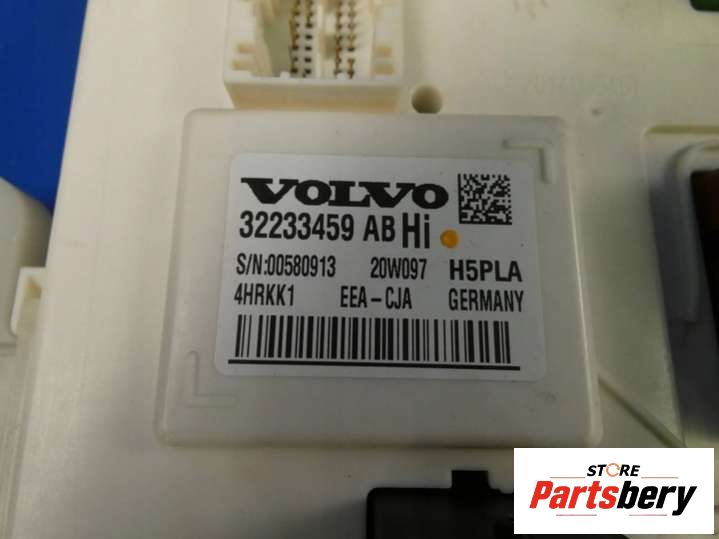 VOLVO
32233459 AB Hi
S/N:00580913 20W097 H5PLA
4HRKK1 EEA-CJA GERMANY
STORE
Partsbery